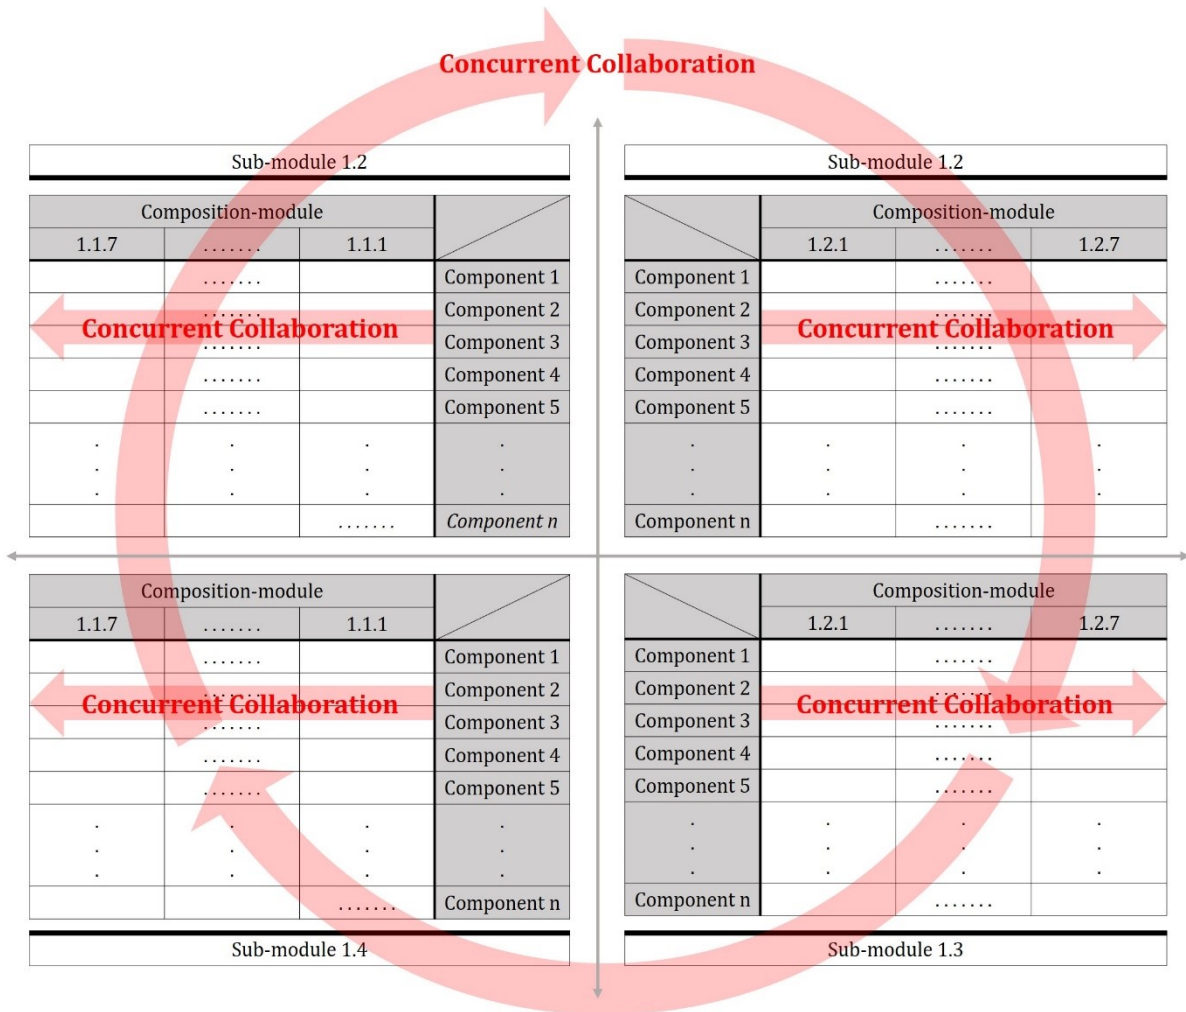 Concurrent Collaboration
Sub-module 1.2
Composition-module
1.1.7 ....... 1.1.1
....... Component 1
....... Component 2
Concurrent Collaboration
....... Component 3
....... Component 4
....... Component 5
. . . .
. . . .
. . . .
....... Component n
Sub-module 1.2
Composition-module
1.2.1 ....... 1.2.7
Component 1 .......
Component 2 .......
Concurrent Collaboration
Component 3 .......
Component 4 .......
Component 5 .......
. . . .
. . . .
. . . .
Component n .......
Composition-module
1.1.7 ....... 1.1.1
....... Component 1
....... Component 2
Concurrent Collaboration
....... Component 3
....... Component 4
....... Component 5
. . . .
. . . .
. . . .
....... Component n
Sub-module 1.4
Composition-module
1.2.1 ....... 1.2.7
Component 1 .......
Component 2 .......
Concurrent Collaboration
Component 3 .......
Component 4 .......
Component 5 .......
. . . .
. . . .
. . . .
Component n .......
Sub-module 1.3